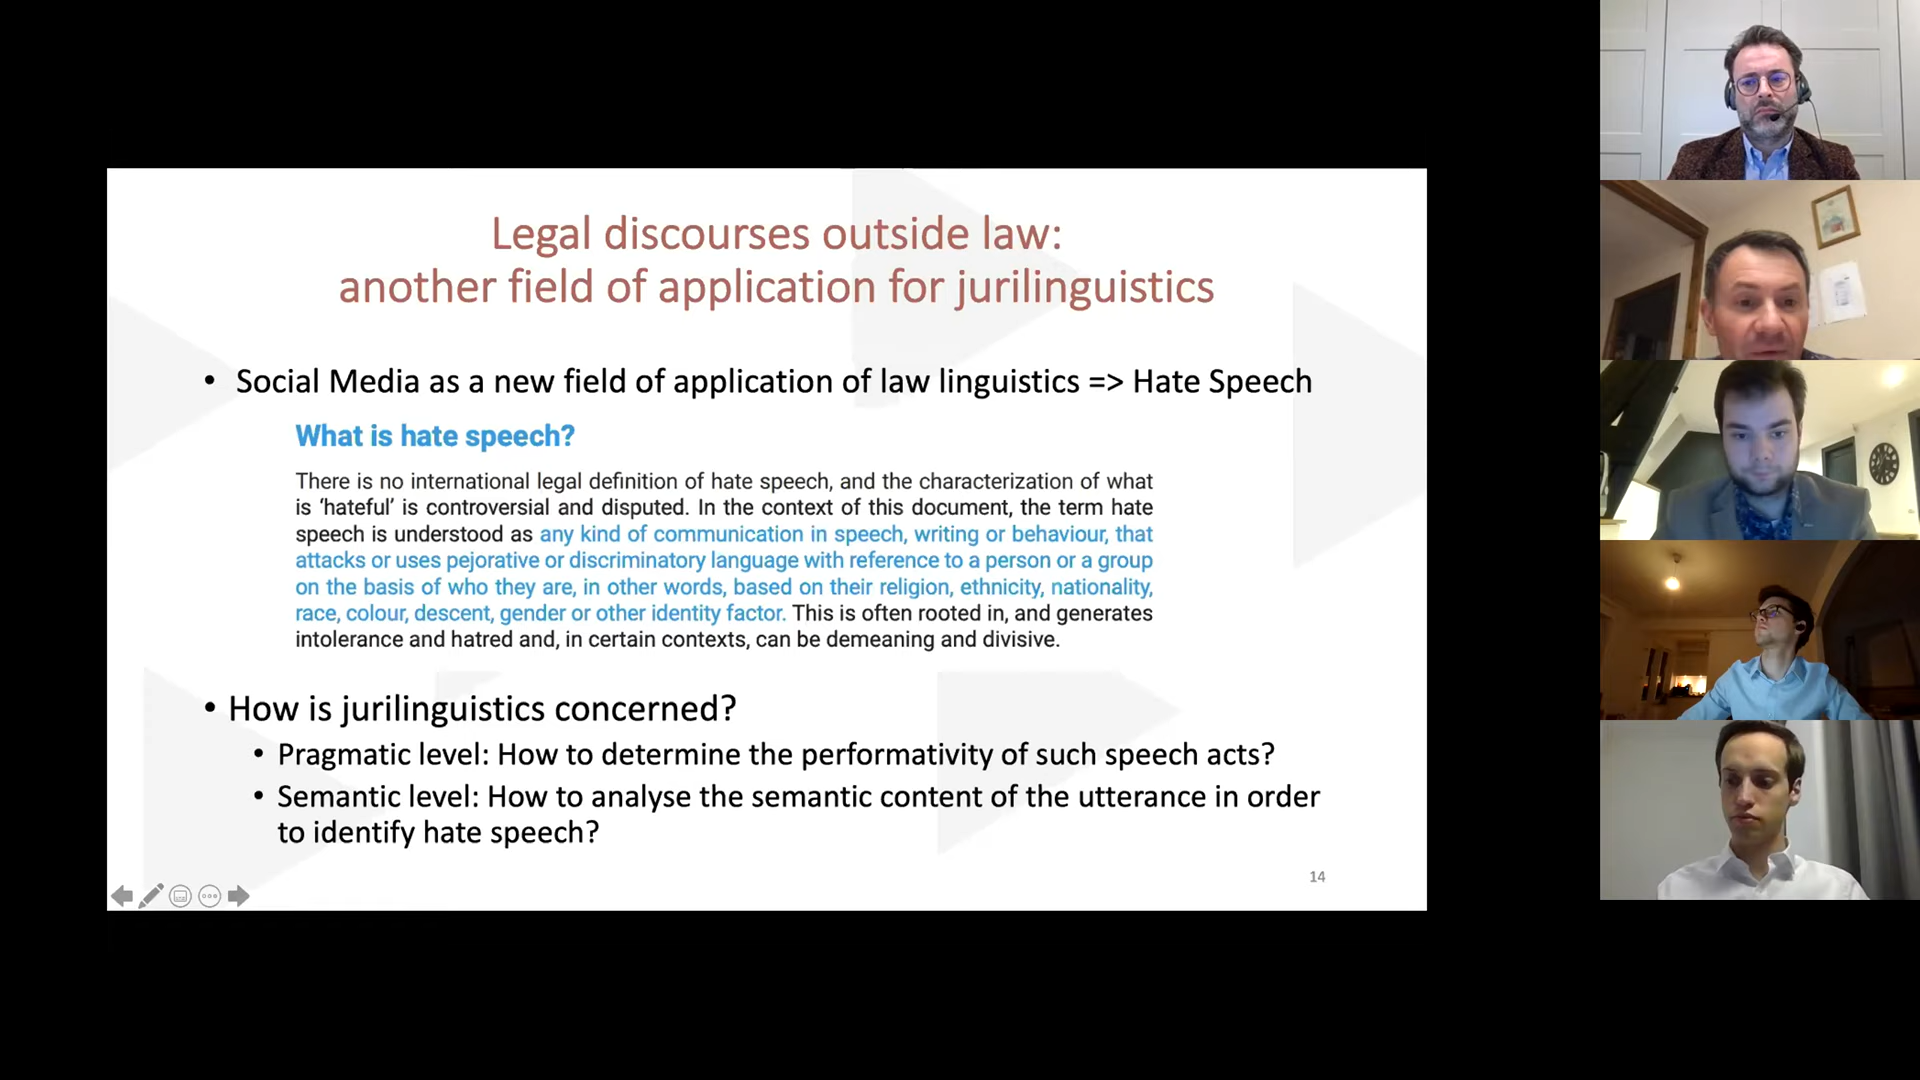 Legal discourses outside law:
another field of application for jurilinguistics
• Social Media as a new field of application of law linguistics => Hate Speech
What is hate speech?
There is no international legal definition of hate speech, and the characterization of what
is ‘hateful’ is controversial and disputed. In the context of this document, the term hate
speech is understood as any kind of communication in speech, writing or behaviour, that
attacks or uses pejorative or discriminatory language with reference to a person or a group
on the basis of who they are, in other words, based on their religion, ethnicity, nationality,
race, colour, descent, gender or other identity factor. This is often rooted in, and generates
intolerance and hatred and, in certain contexts, can be demeaning and divisive.
• How is jurilinguistics concerned?
• Pragmatic level: How to determine the performativity of such speech acts?
• Semantic level: How to analyse the semantic content of the utterance in order
to identify hate speech?
14